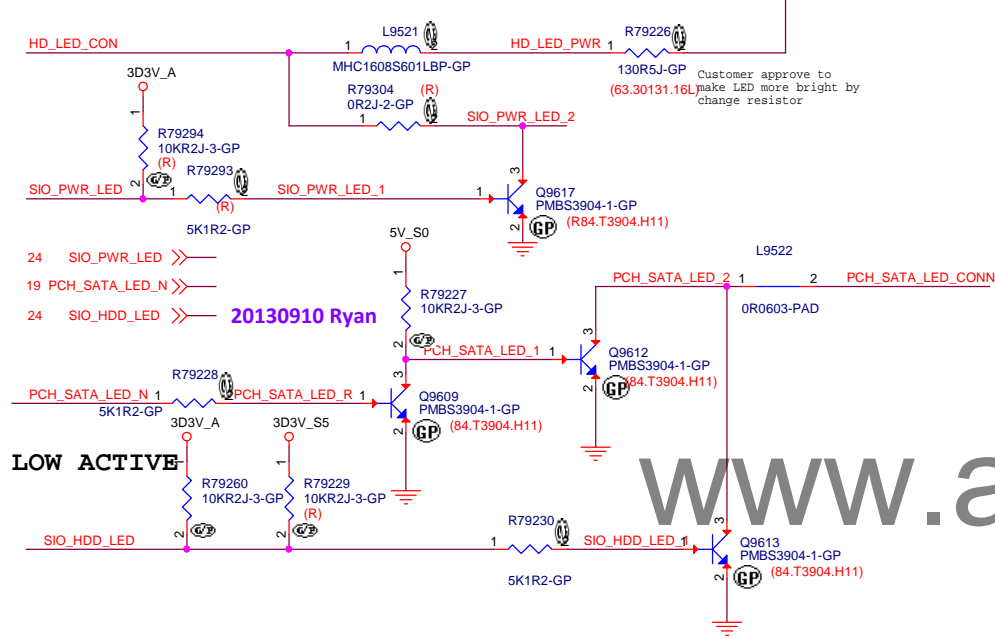 HD_LED_CON
L9521
1
2
MHC1608S601LBP-GP
HD_LED_PWR
R79226
1
2
130R5J-GP
(63.30131.16L)
Customer approve to
make LED more bright by
change resistor
3D3V_A
R79304
(R)
0R2J-2-GP
1
2
SIO_PWR_LED_2
1
R79294
10KR2J-3-GP
(R)
2
G/P
SIO_PWR_LED
R79293
1
2
(R)
5K1R2-GP
SIO_PWR_LED_1
1
3
2
Q9617
PMBS3904-1-GP
(R84.T3904.H11)
GP
24 SIO_PWR_LED
19 PCH_SATA_LED_N
24 SIO_HDD_LED
20130910 Ryan
5V_S0
1
R79227
10KR2J-3-GP
2
G/P
PCH_SATA_LED_1
1
3
2
Q9612
PMBS3904-1-GP
(84.T3904.H11)
GP
PCH_SATA_LED_2
L9522
1
2
0R0603-PAD
PCH_SATA_LED_CONN
PCH_SATA_LED_N
R79228
1
2
5K1R2-GP
PCH_SATA_LED_R
1
3
2
Q9609
PMBS3904-1-GP
(84.T3904.H11)
GP
LOW ACTIVE
3D3V_A
1
R79260
10KR2J-3-GP
2
G/P
3D3V_S5
1
R79229
10KR2J-3-GP
(R)
2
G/P
SIO_HDD_LED
R79230
1
2
5K1R2-GP
SIO_HDD_LED_1
1
3
2
Q9613
PMBS3904-1-GP
(84.T3904.H11)
GP
www.a